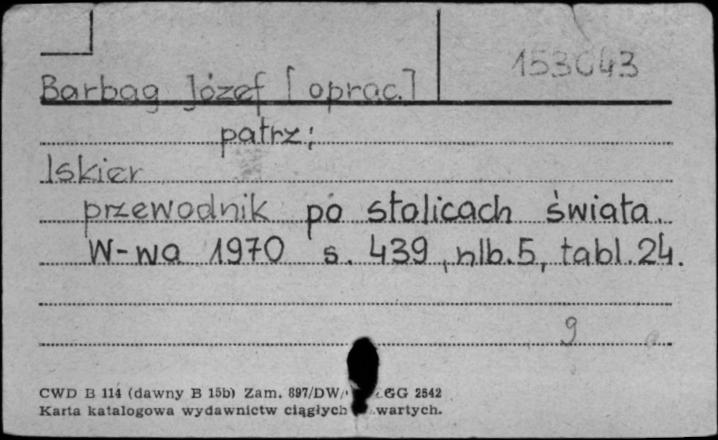 153043
Barbag Józef [oprac.]
patrz:
Iskier
przewodnik po stolicach świata.
W-wa 1970 s. 439, nlb. 5, tabl. 24.
9
CWD B 114 (dawny B 15b) Zam. 897/DW/ GG 2542
Karta katalogowa wydawnictw ciągłych wartych.